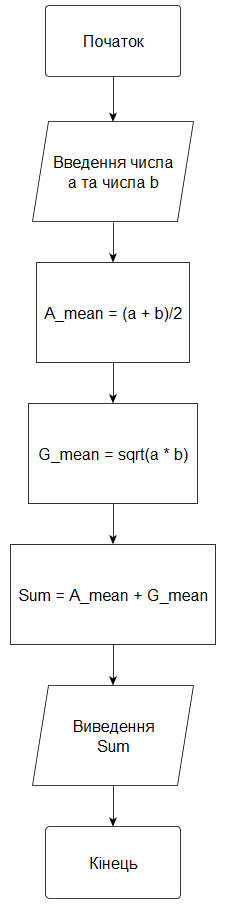 Початок
Введення числа
a та числа b
A_mean = (a + b)/2
G_mean = sqrt(a * b)
Sum = A_mean + G_mean
Виведення
Sum
Кінець